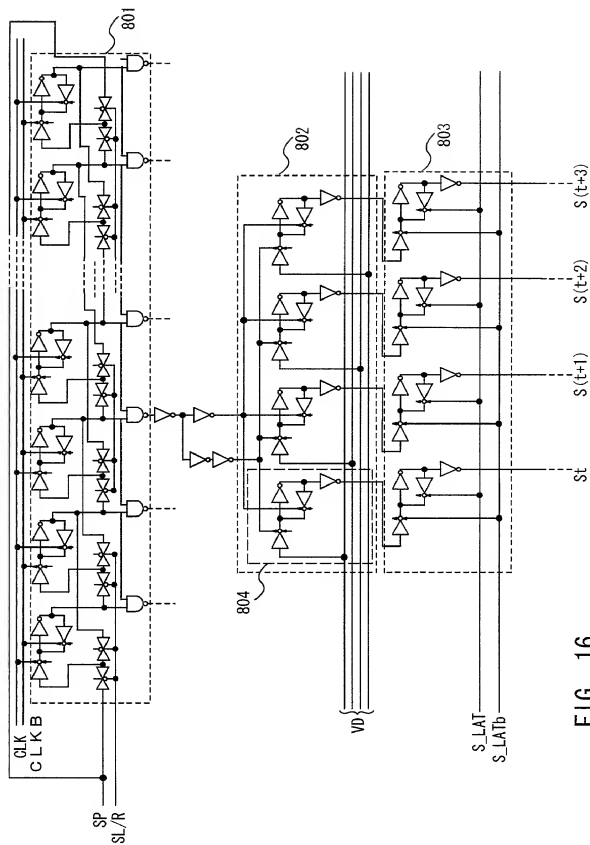 801
CLK
CLKB
SP
SL/R
802
804
VD
803
S_LAT
S_LATb
St
S(t+1)
S(t+2)
S(t+3)
FIG. 16